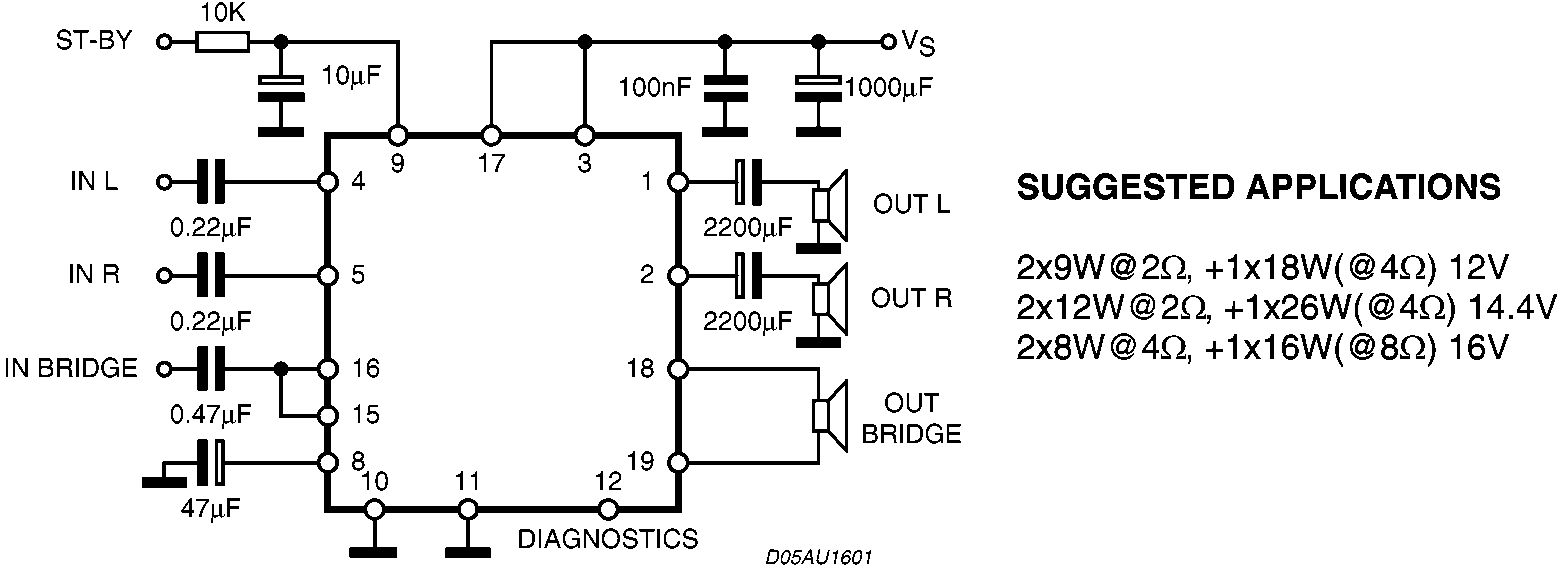 10K
ST-BY
10µF
100nF
1000µF
VS
9
17
3
IN L
4
0.22µF
1
2200µF
OUT L
IN R
5
0.22µF
2
2200µF
OUT R
IN BRIDGE
16
15
0.47µF
18
OUT
BRIDGE
19
8
47µF
10
11
12
DIAGNOSTICS
D05AU1601
SUGGESTED APPLICATIONS
2x9W@2Ω, +1x18W(@4Ω) 12V
2x12W@2Ω, +1x26W(@4Ω) 14.4V
2x8W@4Ω, +1x16W(@8Ω) 16V